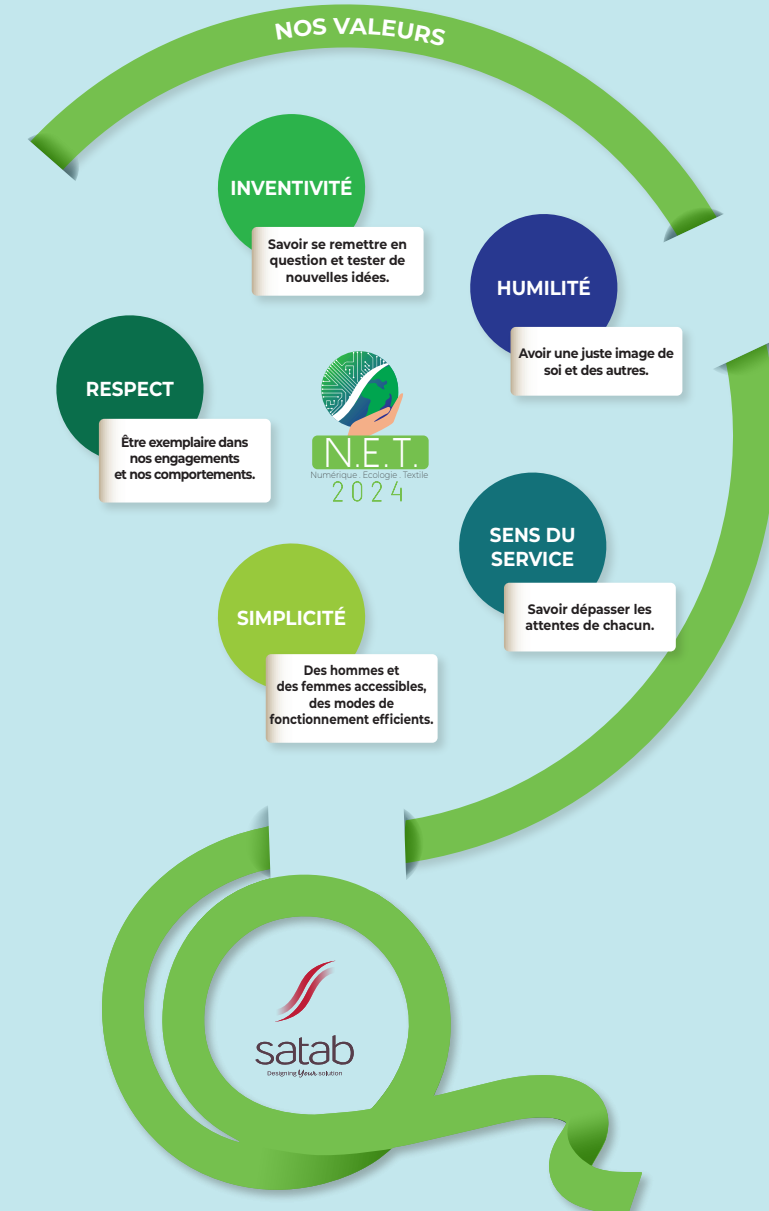 NOS VALEURS
INVENTIVITÉ
Savoir se remettre en
question et tester de
nouvelles idées.
HUMILITÉ
Avoir une juste image de
soi et des autres.
RESPECT
Être exemplaire dans
nos engagements
et nos comportements.
N.E.T.
Numérique . Écologie . Textile
2024
SENS DU
SERVICE
Savoir dépasser les
attentes de chacun.
SIMPLICITÉ
Des hommes et
des femmes accessibles,
des modes de
fonctionnement efficients.
satab
Designing Your solution